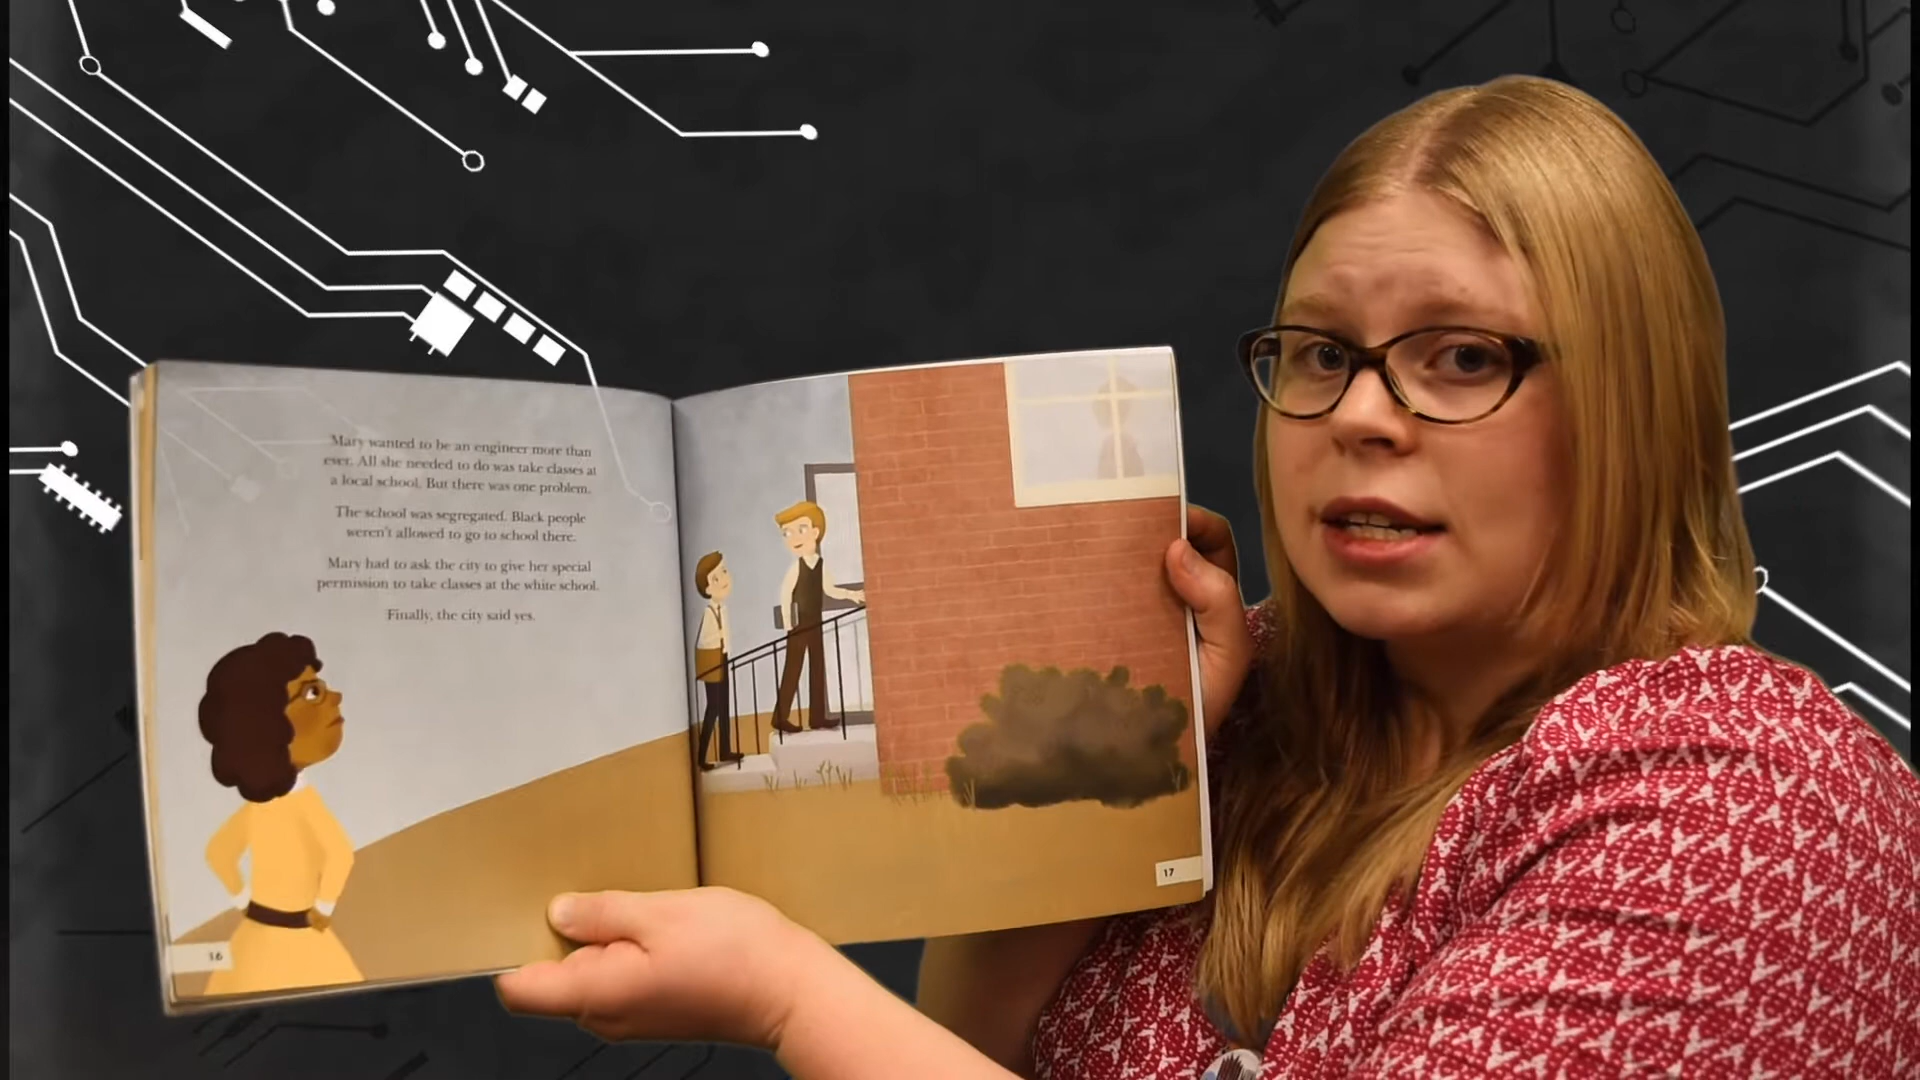 Mary wanted to be an engineer more than
ever. All she needed to do was take classes at
a local school. But there was one problem.
The school was segregated. Black people
weren't allowed to go to school there.
Mary had to ask the city to give her special
permission to take classes at the white school.
Finally, the city said yes.
16
17